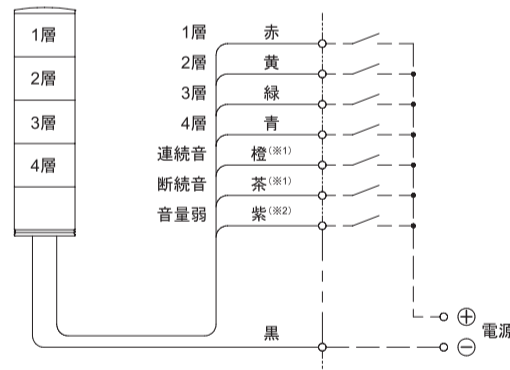 1層
2層
3層
4層
1層 赤
2層 黄
3層 緑
4層 青
連続音 橙(※1)
断続音 茶(※1)
音量弱 紫(※2)
黒
⊕
電源
⊖